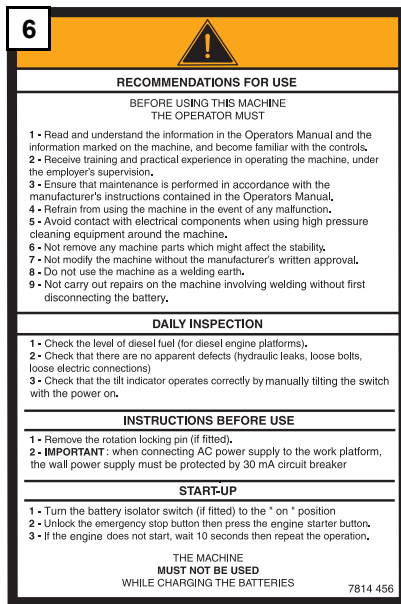 6
RECOMMENDATIONS FOR USE
BEFORE USING THIS MACHINE
THE OPERATOR MUST
1 - Read and understand the information in the Operators Manual and the
information marked on the machine, and become familiar with the controls.
2 - Receive training and practical experience in operating the machine, under
the employer's supervision.
3 - Ensure that maintenance is performed in accordance with the
manufacturer's instructions contained in the Operators Manual.
4 - Refrain from using the machine in the event of any malfunction.
5 - Avoid contact with electrical components when using high pressure
cleaning equipment around the machine.
6 - Not remove any machine parts which might affect the stability.
7 - Not modify the machine without the manufacturer's written approval.
8 - Do not use the machine as a welding earth.
9 - Not carry out repairs on the machine involving welding without first
disconnecting the battery.
DAILY INSPECTION
1 - Check the level of diesel fuel (for diesel engine platforms).
2 - Check that there are no apparent defects (hydraulic leaks, loose bolts,
loose electric connections)
3 - Check that the tilt indicator operates correctly by manually tilting the switch
with the power on.
INSTRUCTIONS BEFORE USE
1 - Remove the rotation locking pin (if fitted).
2 - IMPORTANT : when connecting AC power supply to the work platform,
the wall power supply must be protected by 30 mA circuit breaker
START-UP
1 - Turn the battery isolator switch (if fitted) to the " on " position
2 - Unlock the emergency stop button then press the engine starter button.
3 - If the engine does not start, wait 10 seconds then repeat the operation.
THE MACHINE
MUST NOT BE USED
WHILE CHARGING THE BATTERIES
7814 456